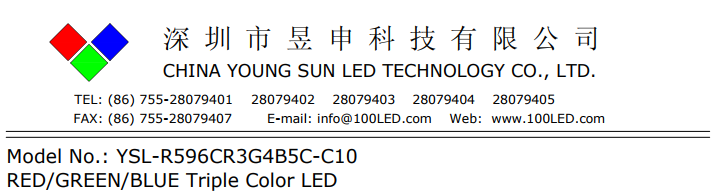 深圳市昱申科技有限公司
CHINA YOUNG SUN LED TECHNOLOGY CO., LTD.
TEL: (86) 755-28079401 28079402 28079403 28079404 28079405
FAX: (86) 755-28079407 E-mail: info@100LED.com Web: www.100LED.com
Model No.: YSL-R596CR3G4B5C-C10
RED/GREEN/BLUE Triple Color LED